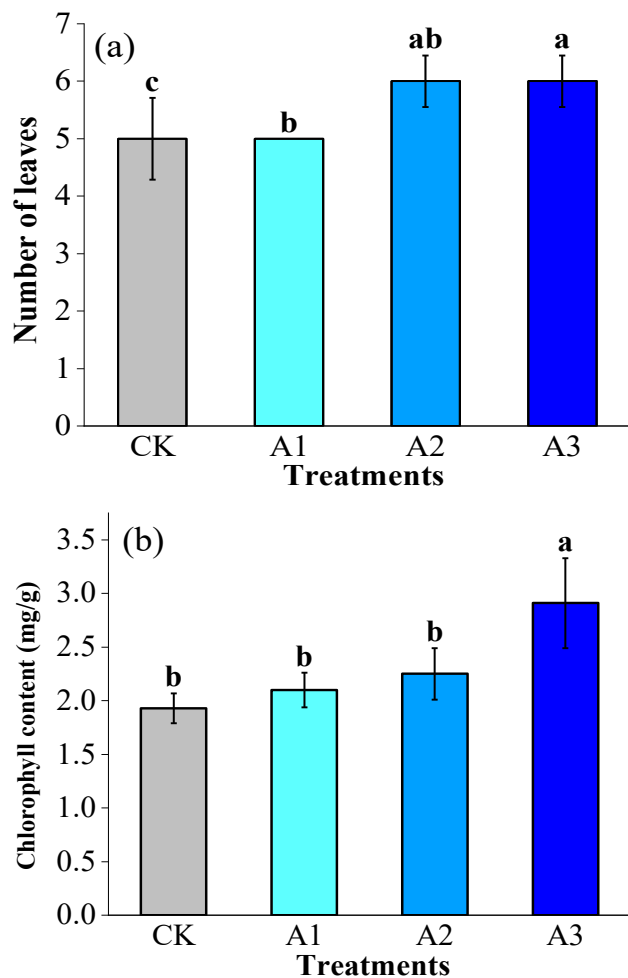 (a)
Number of leaves
7
6
5
4
3
2
1
0
c
b
ab
a
CK A1 A2 A3
Treatments
(b)
Chlorophyll content (mg/g)
3.5
3.0
2.5
2.0
1.5
1.0
0.5
0.0
b
b
b
a
CK A1 A2 A3
Treatments